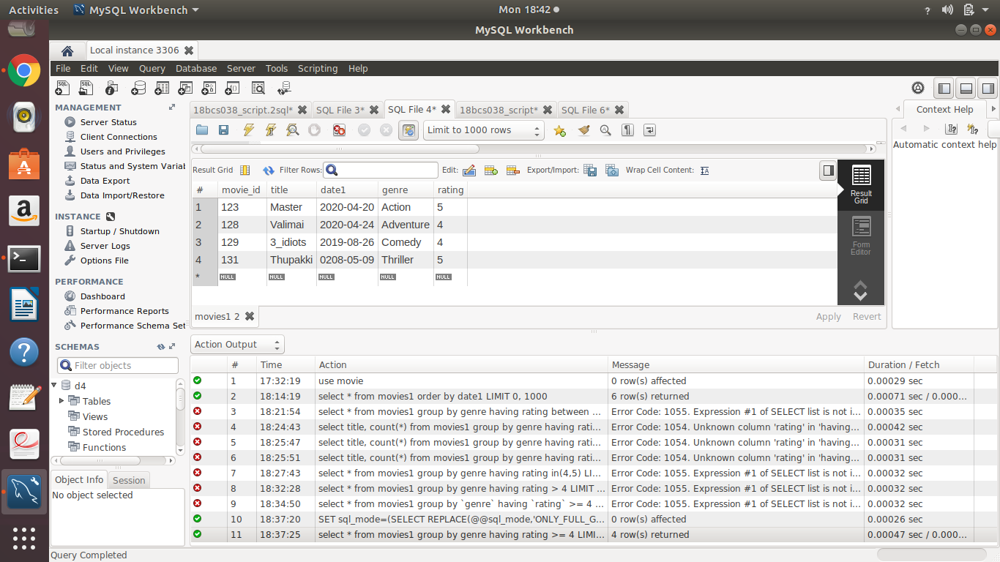 Activities MySQL Workbench Mon 18:42
MySQL Workbench
Local instance 3306
File Edit View Query Database Server Tools Scripting Help
MANAGEMENT
Server Status
Client Connections
Users and Privileges
Status and System Variabl
Data Export
Data Import/Restore
INSTANCE
Startup / Shutdown
Server Logs
Options File
PERFORMANCE
Dashboard
Performance Reports
Performance Schema Set
SCHEMAS
Filter objects
d4
Tables
Views
Stored Procedures
Functions
Object Info Session
No object selected
18bcs038_script.2sql* SQL File 3* SQL File 4* 18bcs038_script* SQL File 6*
Limit to 1000 rows
Result Grid Filter Rows: Edit: Export/Import: Wrap Cell Content:
# movie_id title date1 genre rating
1 123 Master 2020-04-20 Action 5
2 128 Valimai 2020-04-24 Adventure 4
3 129 3_idiots 2019-08-26 Comedy 4
4 131 Thupakki 0208-05-09 Thriller 5
* NULL NULL NULL NULL NULL
Result
Grid
Form
Editor
movies1 2 Apply Revert
Context Help
Automatic context help
Action Output
# Time Action Message Duration / Fetch
1 17:32:19 use movie 0 row(s) affected 0.00029 sec
2 18:14:19 select * from movies1 order by date1 LIMIT 0, 1000 6 row(s) returned 0.00071 sec / 0.000...
3 18:21:54 select * from movies1 group by genre having rating between ... Error Code: 1055. Expression #1 of SELECT list is not i... 0.00035 sec
4 18:24:43 select title, count(*) from movies1 group by genre having rati... Error Code: 1054. Unknown column 'rating' in 'having... 0.00042 sec
5 18:25:47 select title, count(*) from movies1 group by genre having rati... Error Code: 1054. Unknown column 'rating' in 'having... 0.00031 sec
6 18:25:51 select title, count(*) from movies1 group by genre having rati... Error Code: 1054. Unknown column 'rating' in 'having... 0.00031 sec
7 18:27:43 select * from movies1 group by genre having rating in(4,5) LI... Error Code: 1055. Expression #1 of SELECT list is not i... 0.00032 sec
8 18:32:28 select * from movies1 group by genre having rating > 4 LIMIT ... Error Code: 1055. Expression #1 of SELECT list is not i... 0.00032 sec
9 18:34:50 select * from movies1 group by `genre` having `rating` >= 4 ... Error Code: 1055. Expression #1 of SELECT list is not i... 0.00032 sec
10 18:37:20 SET sql_mode=(SELECT REPLACE(@@sql_mode,'ONLY_FULL_G... 0 row(s) affected 0.00026 sec
11 18:37:25 select * from movies1 group by genre having rating >= 4 LIMI... 4 row(s) returned 0.00047 sec / 0.000...
Query Completed